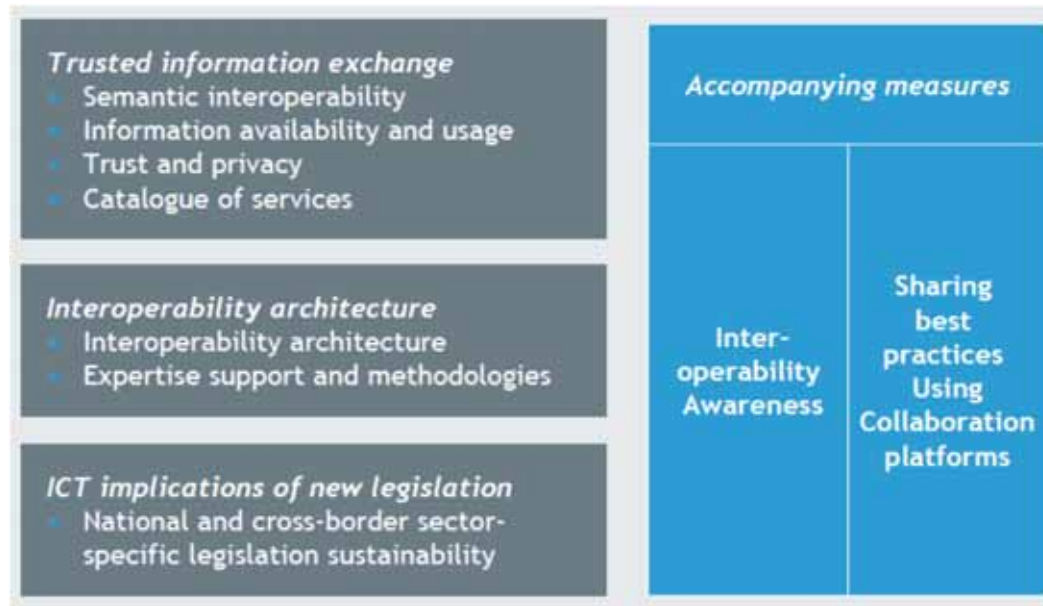 Trusted information exchange
Semantic interoperability
Information availability and usage
Trust and privacy
Catalogue of services
Interoperability architecture
Interoperability architecture
Expertise support and methodologies
ICT implications of new legislation
National and cross-border sector-
specific legislation sustainability
Accompanying measures
Inter-
operability
Awareness
Sharing
best
practices
Using
Collaboration
platforms